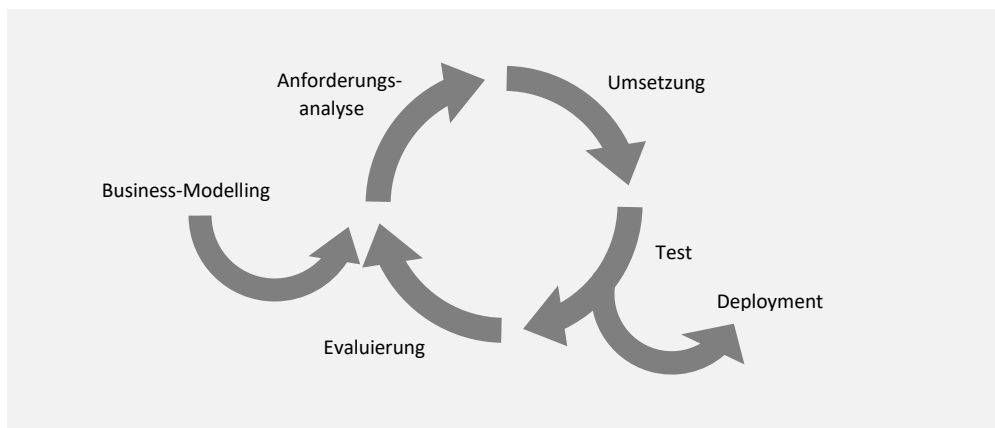 Anforderungs-
analyse
Umsetzung
Business-Modelling
Test
Deployment
Evaluierung